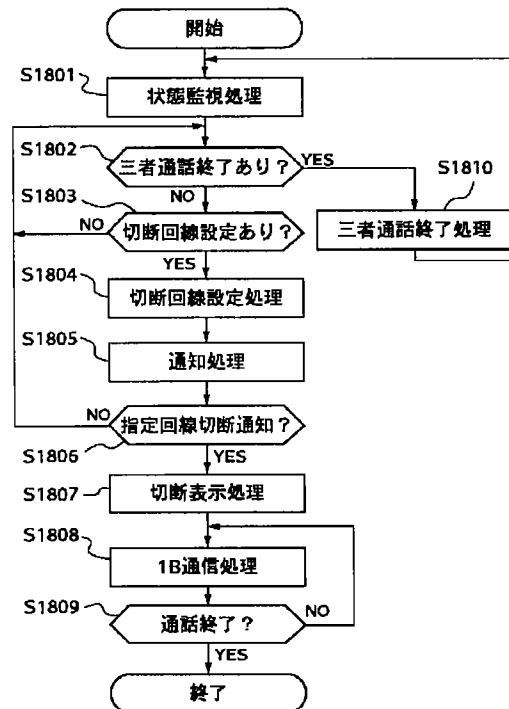 開始
S1801
状態監視処理
S1802
三者通話終了あり？
YES
NO
S1810
三者通話終了処理
S1803
切断回線設定あり？
NO
YES
S1804
切断回線設定処理
S1805
通知処理
NO
指定回線切断通知？
S1806
YES
S1807
切断表示処理
S1808
1B通信処理
S1809
通話終了？
NO
YES
終了